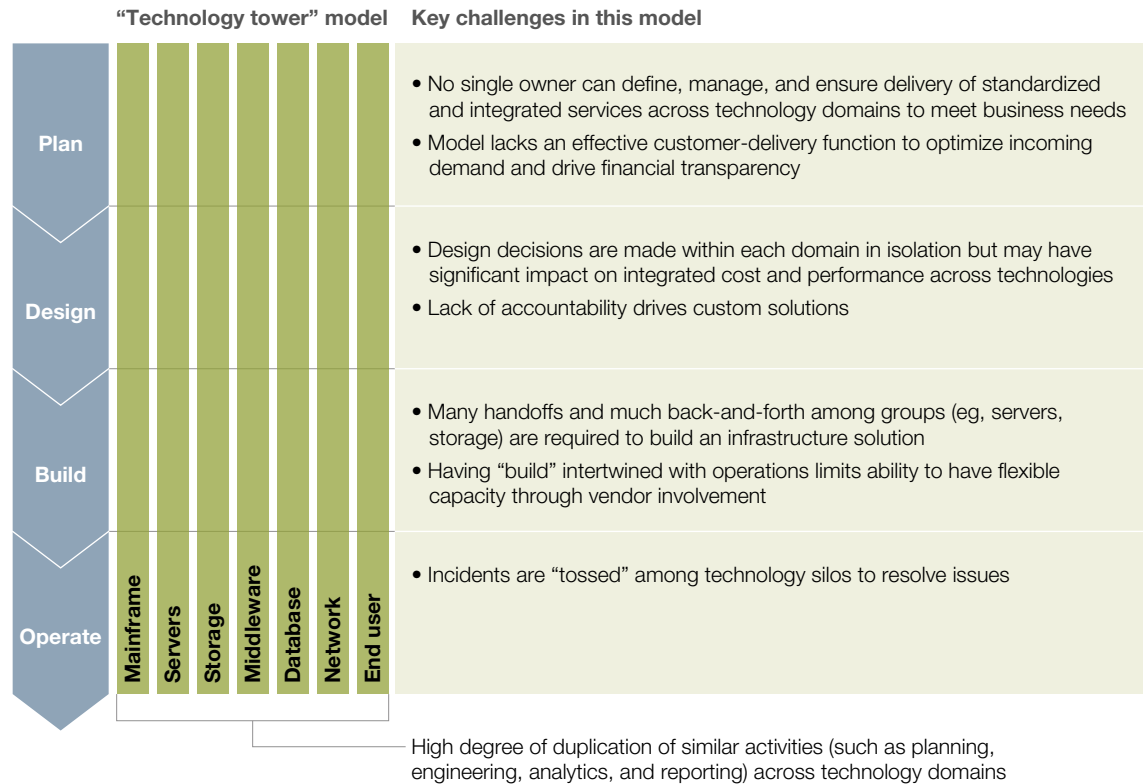 “Technology tower” model
Key challenges in this model
Plan
• No single owner can define, manage, and ensure delivery of standardized
and integrated services across technology domains to meet business needs
• Model lacks an effective customer-delivery function to optimize incoming
demand and drive financial transparency
Design
• Design decisions are made within each domain in isolation but may have
significant impact on integrated cost and performance across technologies
• Lack of accountability drives custom solutions
Build
• Many handoffs and much back-and-forth among groups (eg, servers,
storage) are required to build an infrastructure solution
• Having “build” intertwined with operations limits ability to have flexible
capacity through vendor involvement
Operate
Mainframe
Servers
Storage
Middleware
Database
Network
End user
• Incidents are “tossed” among technology silos to resolve issues
High degree of duplication of similar activities (such as planning,
engineering, analytics, and reporting) across technology domains